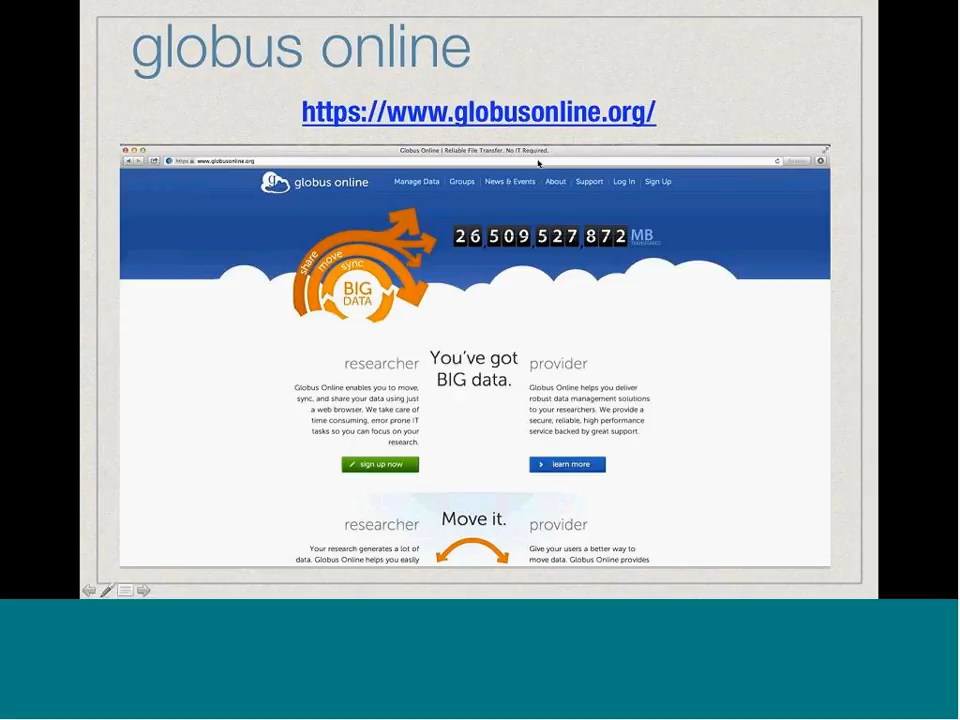 globus online
https://www.globusonline.org/
Globus Online | Reliable File Transfer. No IT Required.
https www.globusonline.org
globus online Manage Data | Groups | News & Events | About | Support | Log In | Sign Up
26,509,527,872 MB
TRANSFERRED
share
move
sync
BIG
DATA
You've got
BIG data.
researcher
Globus Online enables you to move,
sync, and share your data using just
a web browser. We take care of
time consuming, error prone IT
tasks so you can focus on your
research.
sign up now
provider
Globus Online helps you deliver
robust data management solutions
to your researchers. We provide a
secure, reliable, high performance
service backed by great support.
learn more
Move it.
researcher
Your research generates a lot of
data. Globus Online helps you easily
provider
Give your users a better way to
move data. Globus Online provides